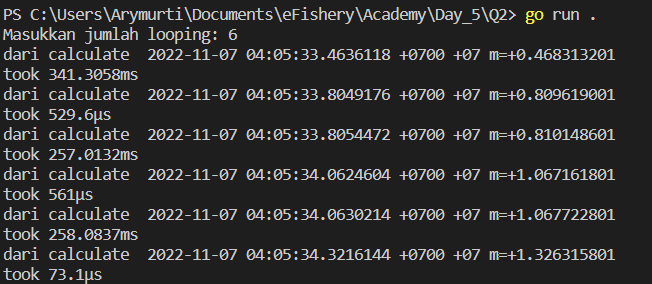 PS C:\Users\Arymurti\Documents\eFishery\Academy\Day_5\Q2> go run .
Masukkan jumlah looping: 6
dari calculate  2022-11-07 04:05:33.4636118 +0700 +07 m=+0.468313201
took 341.3058ms
dari calculate  2022-11-07 04:05:33.8049176 +0700 +07 m=+0.809619001
took 529.6µs
dari calculate  2022-11-07 04:05:33.8054472 +0700 +07 m=+0.810148601
took 257.0132ms
dari calculate  2022-11-07 04:05:34.0624604 +0700 +07 m=+1.067161801
took 561µs
dari calculate  2022-11-07 04:05:34.0630214 +0700 +07 m=+1.067722801
took 258.0837ms
dari calculate  2022-11-07 04:05:34.3216144 +0700 +07 m=+1.326315801
took 73.1µs